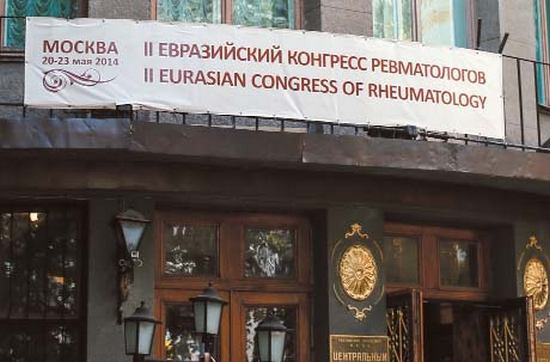 МОСКВА
20-23 мая 2014
II ЕВРАЗИЙСКИЙ КОНГРЕСС РЕВМАТОЛОГОВ
II EURASIAN CONGRESS OF RHEUMATOLOGY
ЦЕНТРАЛЬНЫЙ